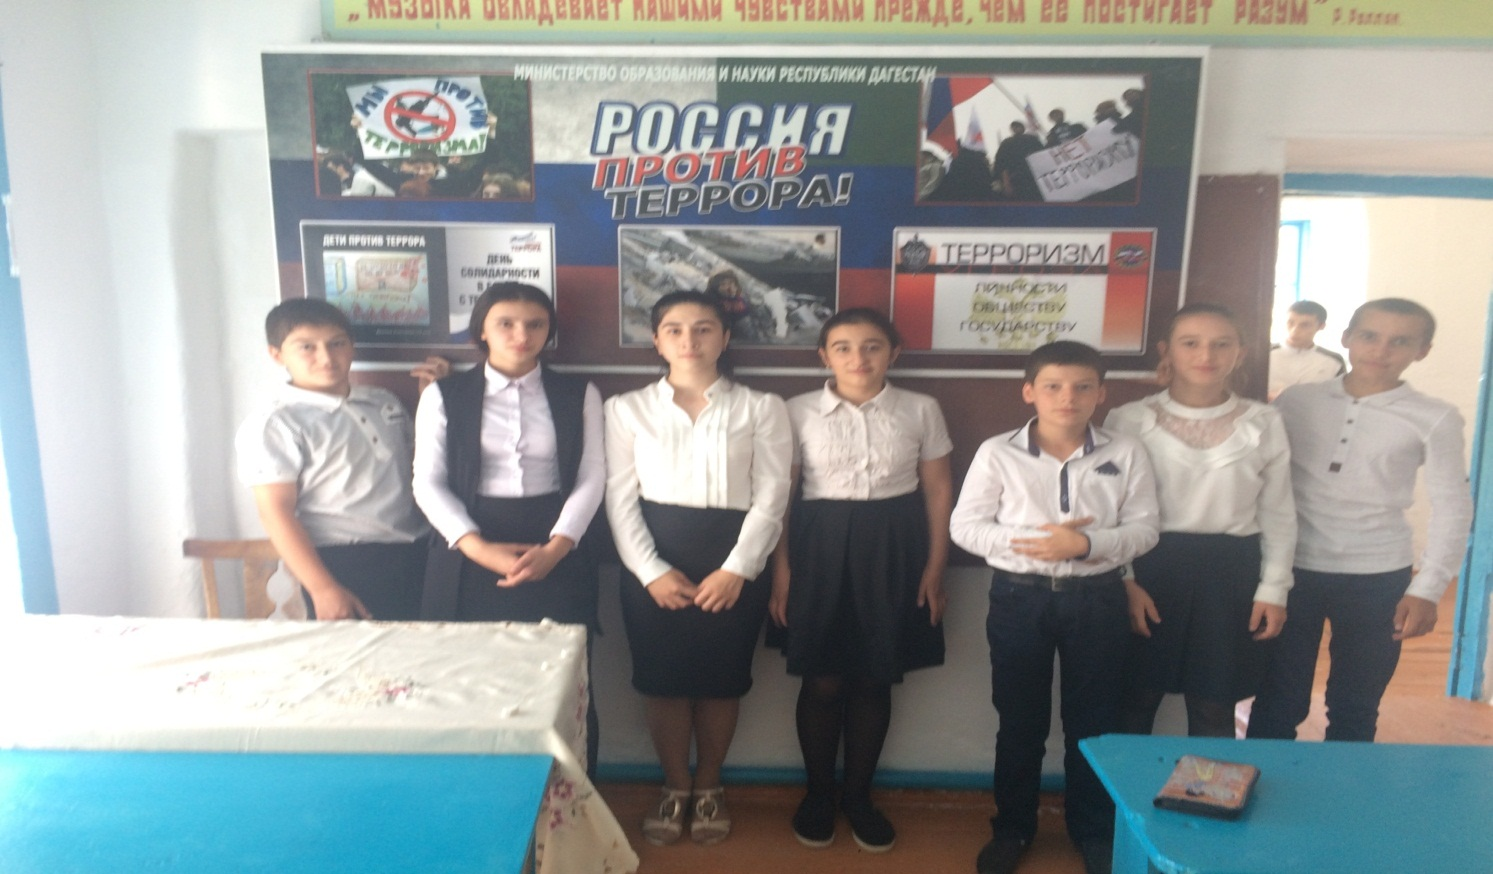 „МУЗЫКА ОВЛАДЕВАЕТ НАШИМИ ЧУВСТВАМИ ПРЕЖДЕ, ЧЕМ ЕЕ ПОСТИГАЕТ РАЗУМ” Р. Роллан.
МИНИСТЕРСТВО ОБРАЗОВАНИЯ И НАУКИ РЕСПУБЛИКИ ДАГЕСТАН
МЫ ПРОТИВ
ТЕРРОРИЗМА!
РОССИЯ
ПРОТИВ
ТЕРРОРА!
НЕТ
ТЕРРОРИЗМУ
ДЕТИ ПРОТИВ ТЕРРОРА
ДЕНЬ
СОЛИДАРНОСТИ
В
С
ТЕРРОРИЗМ
ЛИЧНОСТИ
ОБЩЕСТВУ
ГОСУДАРСТВУ